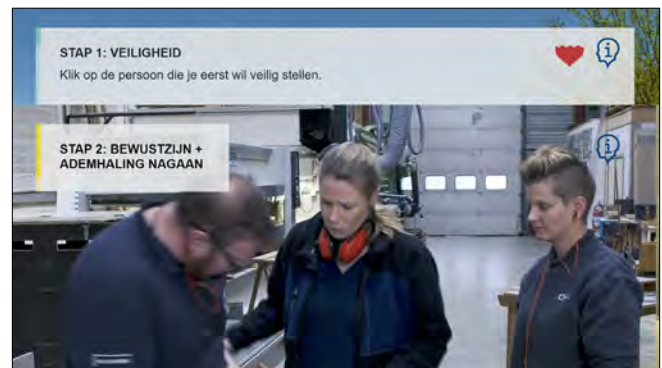 STAP 1: VEILIGHEID
Klik op de persoon die je eerst wil veilig stellen.
STAP 2: BEWUSTZIJN +
ADEMHALING NAGAAN